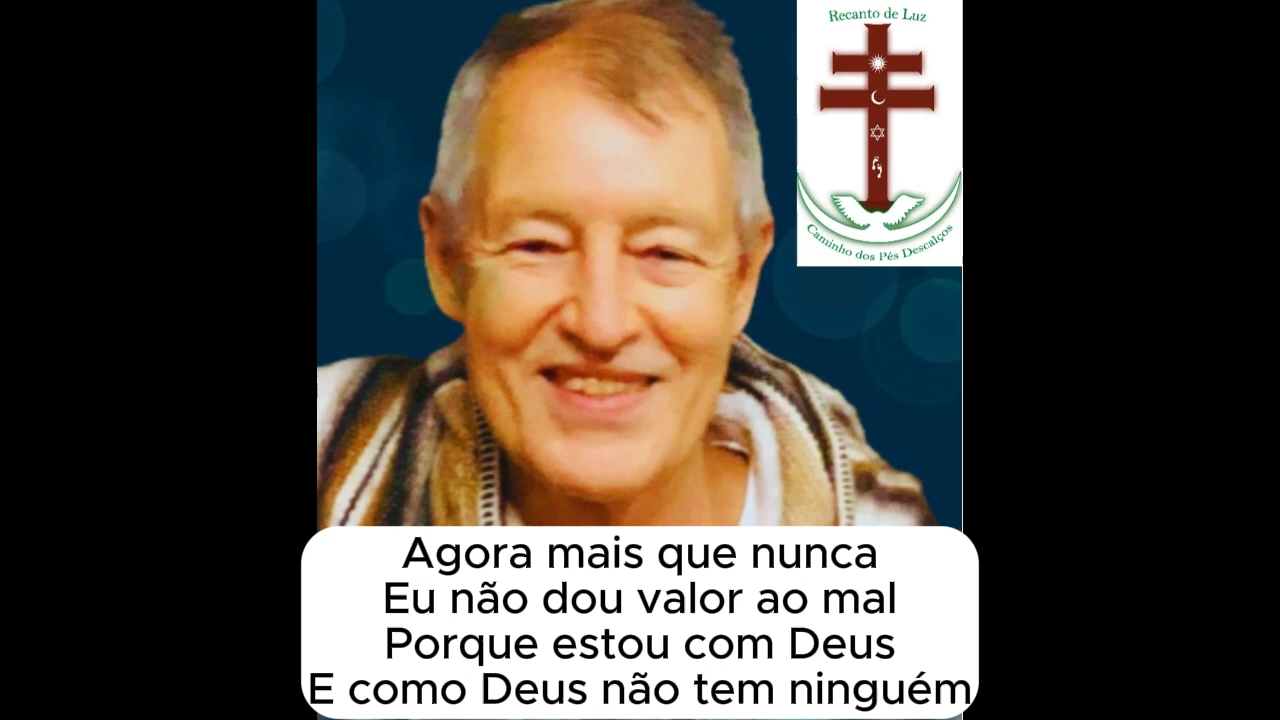 Recanto de Luz
Caminho dos Pés Descalços
Agora mais que nunca
Eu não dou valor ao mal
Porque estou com Deus
E como Deus não tem ninguém